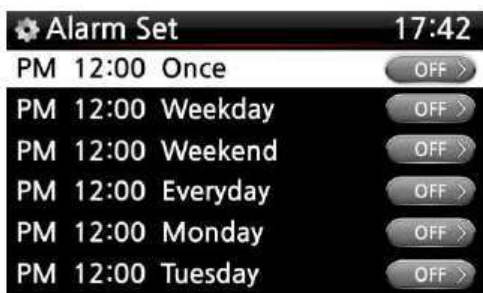 Alarm Set 17:42
PM 12:00 Once OFF
PM 12:00 Weekday OFF
PM 12:00 Weekend OFF
PM 12:00 Everyday OFF
PM 12:00 Monday OFF
PM 12:00 Tuesday OFF